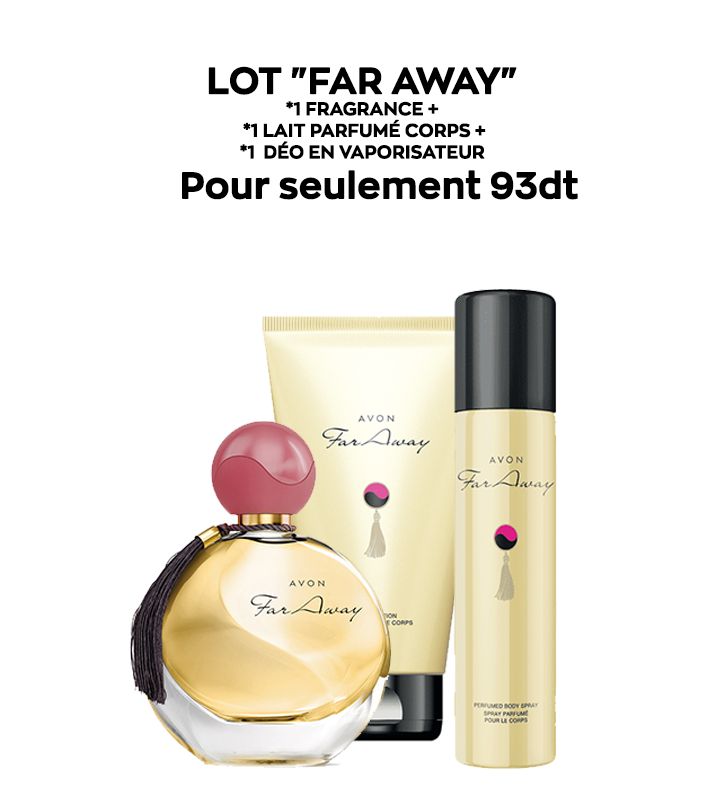 LOT "FAR AWAY"
*1 FRAGRANCE +
*1 LAIT PARFUMÉ CORPS +
*1 DÉO EN VAPORISATEUR
Pour seulement 93dt
AVON
Far Away
AVON
Far Away
AVON
Far Away
E CORPS
PERFUMED BODY SPRAY
SPRAY PARFUMÉ
POUR LE CORPS